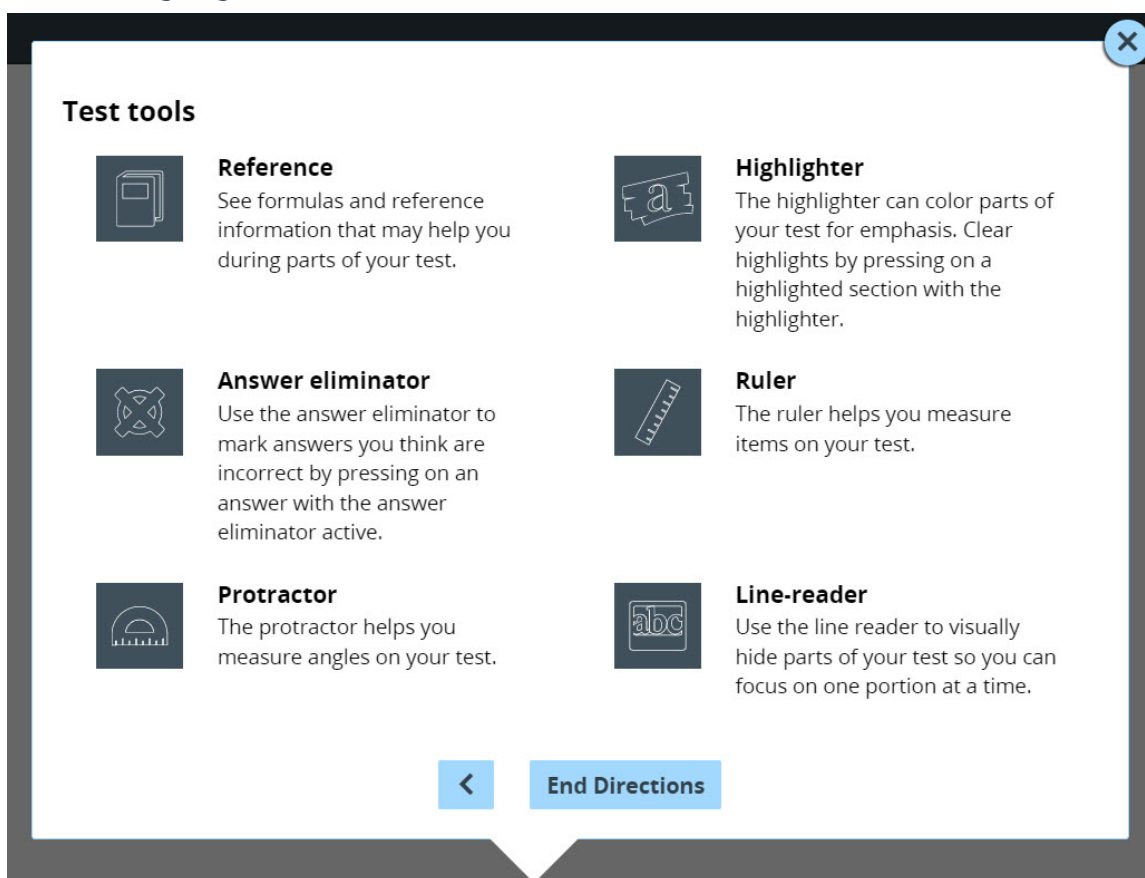 Test tools
Reference
See formulas and reference
information that may help you
during parts of your test.
Highlighter
The highlighter can color parts of
your test for emphasis. Clear
highlights by pressing on a
highlighted section with the
highlighter.
Answer eliminator
Use the answer eliminator to
mark answers you think are
incorrect by pressing on an
answer with the answer
eliminator active.
Ruler
The ruler helps you measure
items on your test.
Protractor
The protractor helps you
measure angles on your test.
abc
Line-reader
Use the line reader to visually
hide parts of your test so you can
focus on one portion at a time.
End Directions